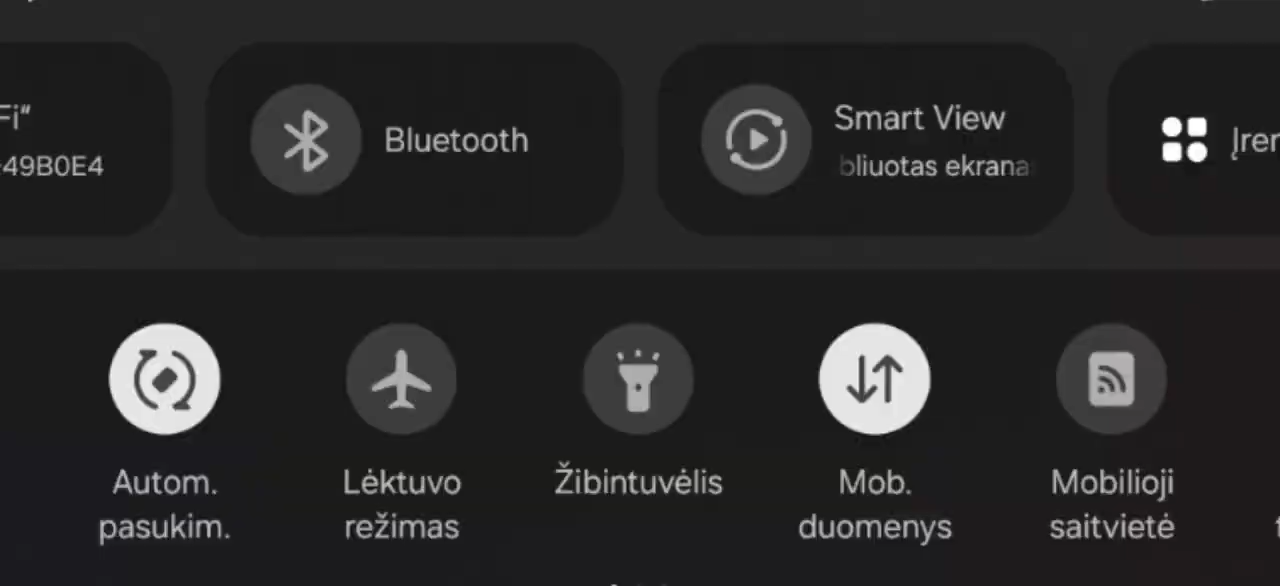 Fi“
49B0E4
Bluetooth
Smart View
bliuotas ekrana
Įren
Autom.
pasukim.
Lėktuvo
režimas
Žibintuvėlis
Mob.
duomenys
Mobilioji
saitvietė